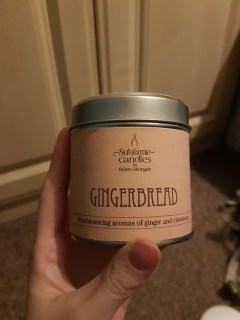 Sublime
candles
by
Helen Morgan
GINGERBREAD
Mouthwatering aromas of ginger and cinnamon